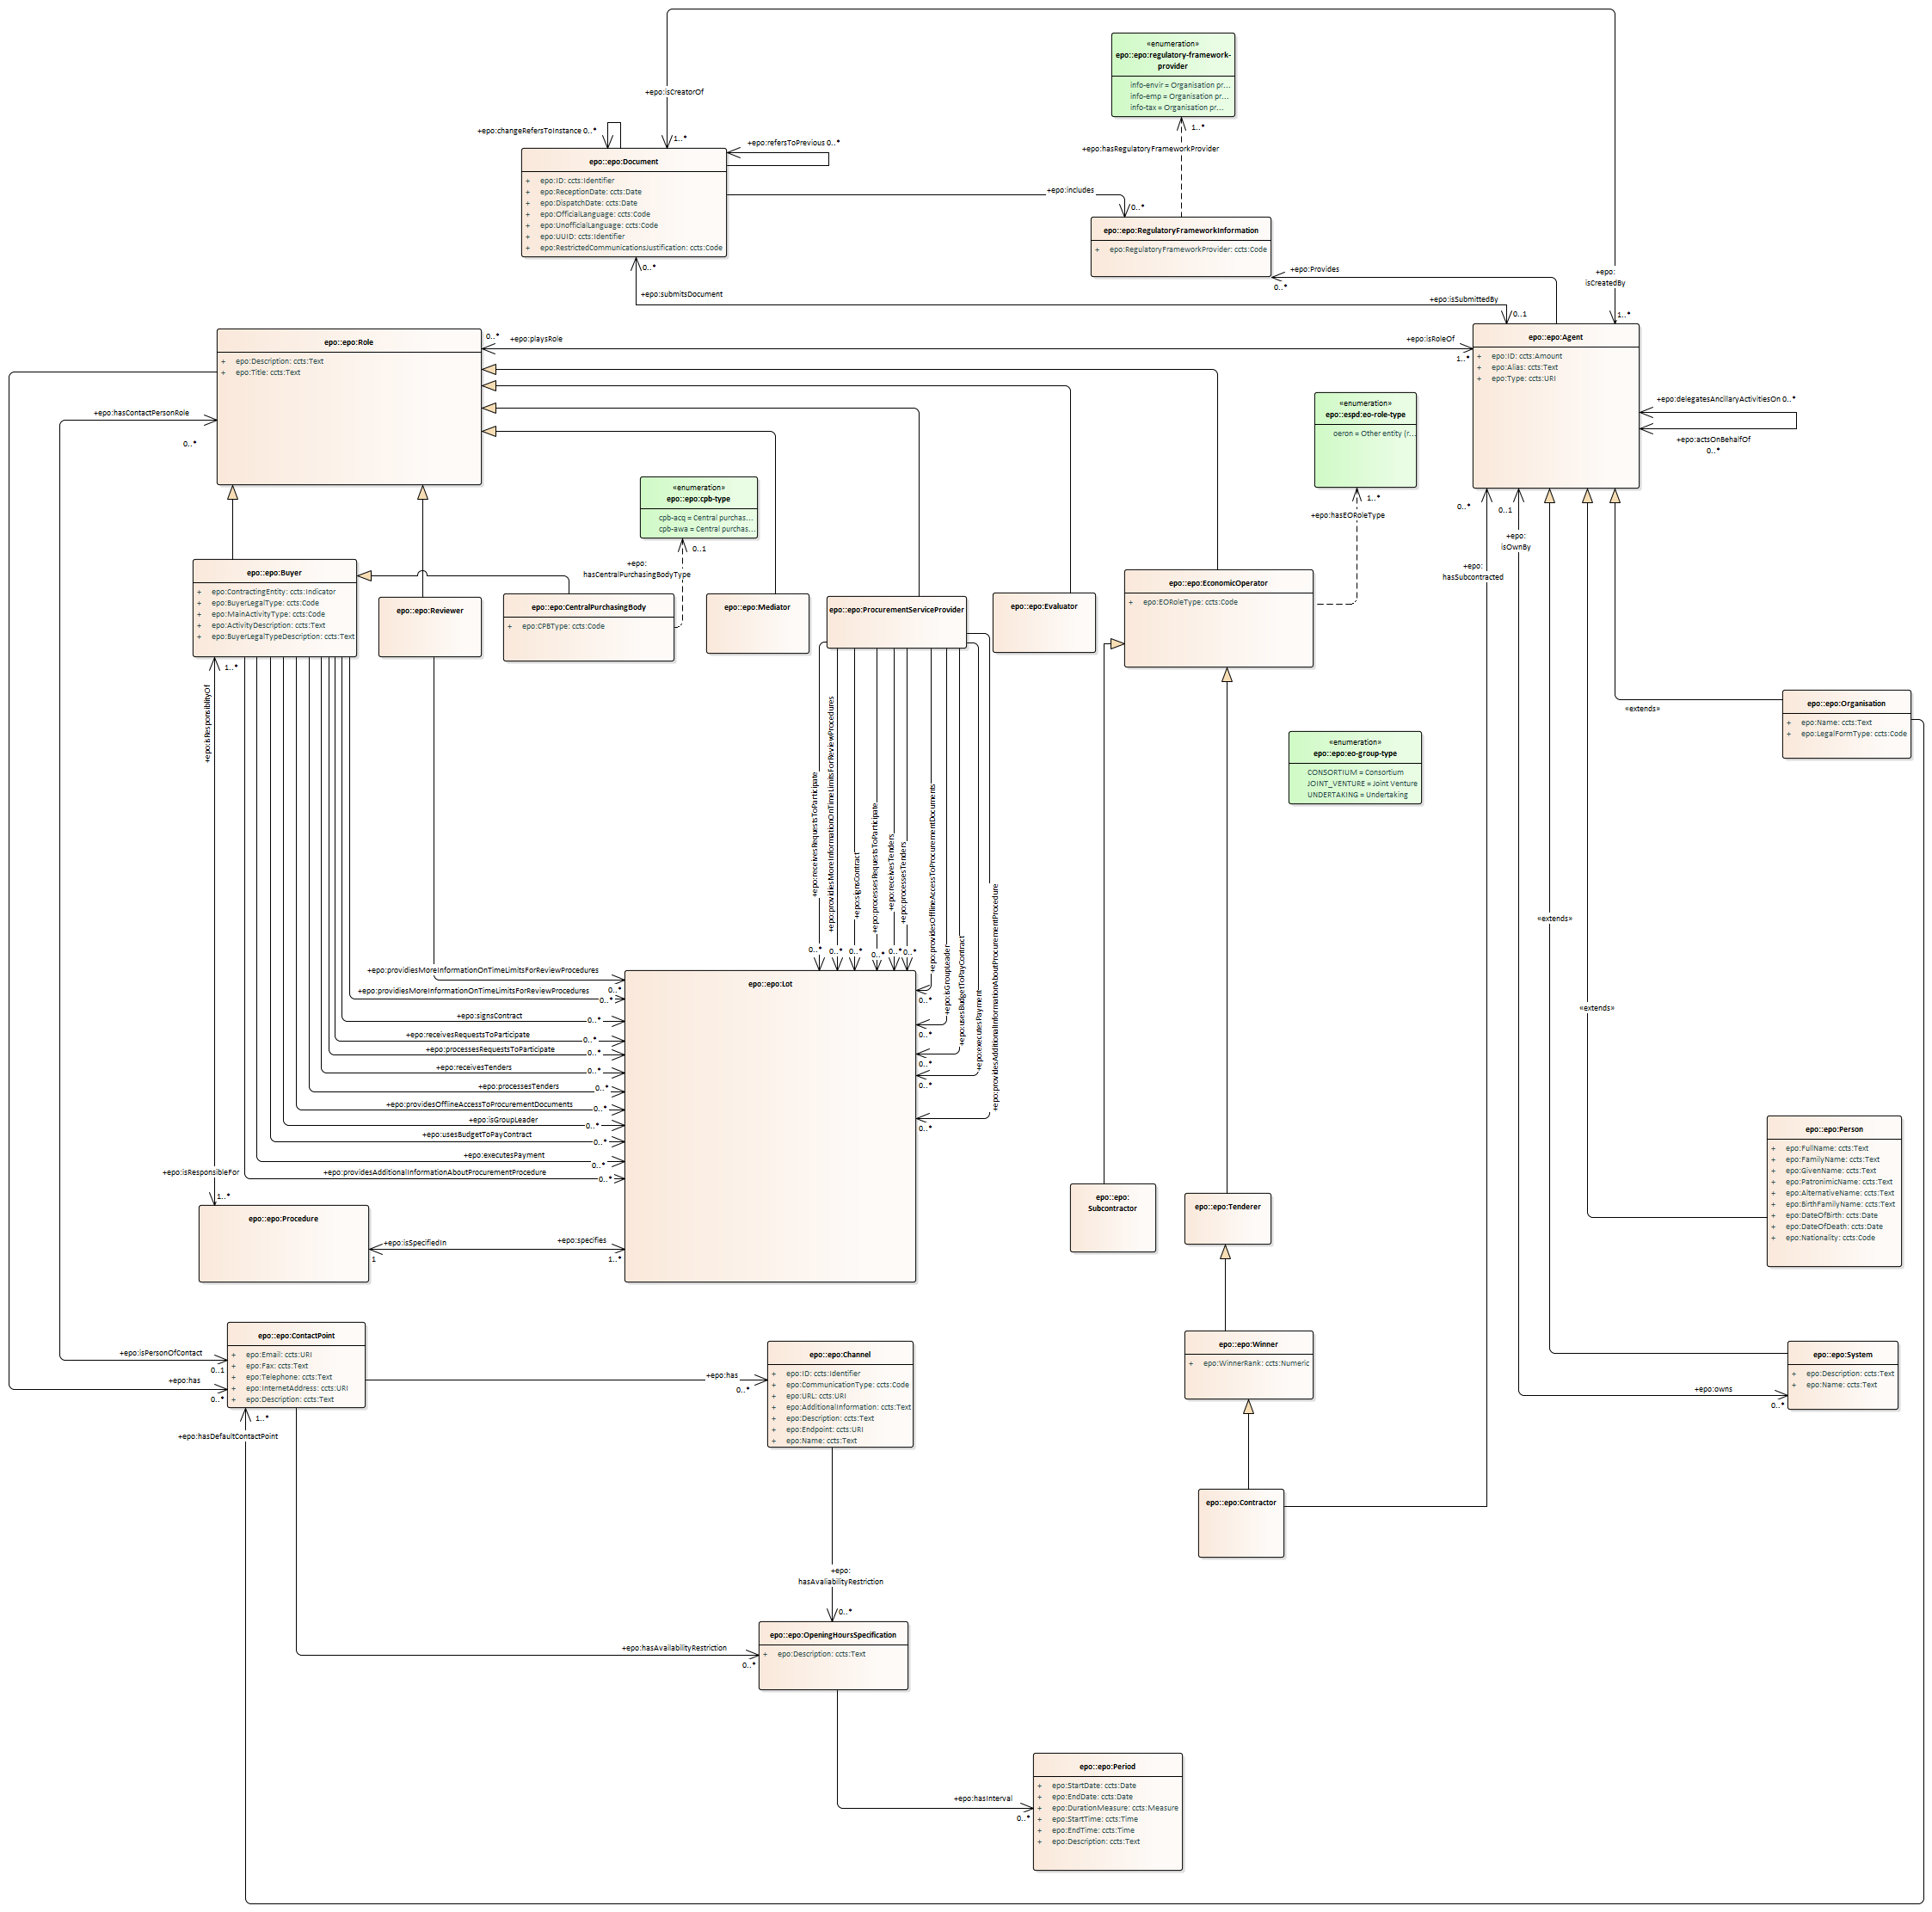 «enumeration»
epo::epo:regulatory-framework-
provider
info-envir = Organisation pr...
info-emp = Organisation pr...
info-tax = Organisation pr...
+epo:isCreatorOf
1..*
+epo:changeRefersToInstance 0..*
+epo:refersToPrevious 0..*
1..*
+epo:hasRegulatoryFrameworkProvider
epo::epo:Document
+ epo:ID: ccts:Identifier
+ epo:ReceptionDate: ccts:Date
+ epo:DispatchDate: ccts:Date
+ epo:OfficialLanguage: ccts:Code
+ epo:UnofficialLanguage: ccts:Code
+ epo:UUID: ccts:Identifier
+ epo:RestrictedCommunicationsJustification: ccts:Code
+epo:includes
0..*
epo::epo:RegulatoryFrameworkInformation
+ epo:RegulatoryFrameworkProvider: ccts:Code
+epo:Provides
0..*
+epo:
isCreatedBy
1..*
0..*
+epo:submitsDocument
+epo:isSubmittedBy
0..1
epo::epo:Role
+ epo:Description: ccts:Text
+ epo:Title: ccts:Text
0..*
+epo:playsRole
+epo:isRoleOf
1..*
epo::epo:Agent
+ epo:ID: ccts:Amount
+ epo:Alias: ccts:Text
+ epo:Type: ccts:URI
+epo:delegatesAncillaryActivitiesOn 0..*
+epo:actsOnBehalfOf
0..*
+epo:hasContactPersonRole
0..*
«enumeration»
epo::espd:eo-role-type
oeron = Other entity (r...
1..*
+epo:hasEORoleType
«enumeration»
epo::epo:cpb-type
cpb-acq = Central purchas...
cpb-awa = Central purchas...
0..1
+epo:
hasCentralPurchasingBodyType
0..*
+epo:
hasSubcontracted
0..1
+epo:
isOwnBy
epo::epo:Buyer
+ epo:ContractingEntity: ccts:Indicator
+ epo:BuyerLegalType: ccts:Code
+ epo:MainActivityType: ccts:Code
+ epo:ActivityDescription: ccts:Text
+ epo:BuyerLegalTypeDescription: ccts:Text
epo::epo:Reviewer
epo::epo:CentralPurchasingBody
+ epo:CPBType: ccts:Code
epo::epo:Mediator
epo::epo:ProcurementServiceProvider
epo::epo:Evaluator
epo::epo:EconomicOperator
+ epo:EORoleType: ccts:Code
1..*
+epo:isResponsiblityOf
epo::epo:Organisation
+ epo:Name: ccts:Text
+ epo:LegalFormType: ccts:Code
«extends»
«enumeration»
epo::epo:eo-group-type
CONSORTIUM = Consortium
JOINT_VENTURE = Joint Venture
UNDERTAKING = Undertaking
+epo:receivesRequestsToParticipate
0..*
+epo:providiesMoreInformationOnTimeLimitsForReviewProcedures
0..*
+epo:signsContract
0..*
+epo:processesRequestsToParticipate
0..*
+epo:receivesTenders
0..*
+epo:processesTenders
0..*
+epo:providesOfflineAccessToProcurementDocuments
0..*
+epo:isGroupLeader
0..*
+epo:usesBudgetToPayContract
0..*
+epo:executesPayment
0..*
+epo:providesAdditionalInformationAboutProcurementProcedure
0..*
«extends»
«extends»
epo::epo:Lot
+epo:providiesMoreInformationOnTimeLimitsForReviewProcedures
0..*
+epo:providiesMoreInformationOnTimeLimitsForReviewProcedures
0..*
+epo:signsContract
0..*
+epo:receivesRequestsToParticipate
0..*
+epo:processesRequestsToParticipate
0..*
+epo:receivesTenders
0..*
+epo:processesTenders
0..*
+epo:providesOfflineAccessToProcurementDocuments
0..*
+epo:isGroupLeader
0..*
+epo:usesBudgetToPayContract
0..*
+epo:executesPayment
0..*
+epo:providesAdditionalInformationAboutProcurementProcedure
0..*
+epo:isResponsibleFor
1..*
epo::epo:Procedure
+epo:isSpecifiedIn
1
+epo:specifies
1..*
epo::epo:
Subcontractor
epo::epo:Tenderer
epo::epo:Person
+ epo:FulName: ccts:Text
+ epo:FamilyName: ccts:Text
+ epo:GivenName: ccts:Text
+ epo:PatronimicName: ccts:Text
+ epo:AlternativeName: ccts:Text
+ epo:BirthFamilyName: ccts:Text
+ epo:DateOfBirth: ccts:Date
+ epo:DateOfDeath: ccts:Date
+ epo:Nationality: ccts:Code
epo::epo:ContactPoint
+ epo:Email: ccts:URI
+ epo:Fax: ccts:Text
+ epo:Telephone: ccts:Text
+ epo:InternetAddress: ccts:URI
+ epo:Description: ccts:Text
+epo:isPersonOfContact
0..1
+epo:has
0..*
1..*
+epo:hasDefaultContactPoint
+epo:has
0..*
epo::epo:Channel
+ epo:ID: ccts:Identifier
+ epo:CommunicationType: ccts:Code
+ epo:URL: ccts:URI
+ epo:AdditionalInformation: ccts:Text
+ epo:Description: ccts:Text
+ epo:Endpoint: ccts:URI
+ epo:Name: ccts:Text
epo::epo:Winner
+ epo:WinnerRank: ccts:Numeric
epo::epo:System
+ epo:Description: ccts:Text
+ epo:Name: ccts:Text
+epo:owns
0..*
epo::epo:Contractor
+epo:
hasAvaliabilityRestriction
0..*
epo::epo:OpeningHoursSpecification
+ epo:Description: ccts:Text
+epo:hasAvailabilityRestriction
0..*
epo::epo:Period
+ epo:StartDate: ccts:Date
+ epo:EndDate: ccts:Date
+ epo:DurationMeasure: ccts:Measure
+ epo:StartTime: ccts:Time
+ epo:EndTime: ccts:Time
+ epo:Description: ccts:Text
+epo:hasInterval
0..*